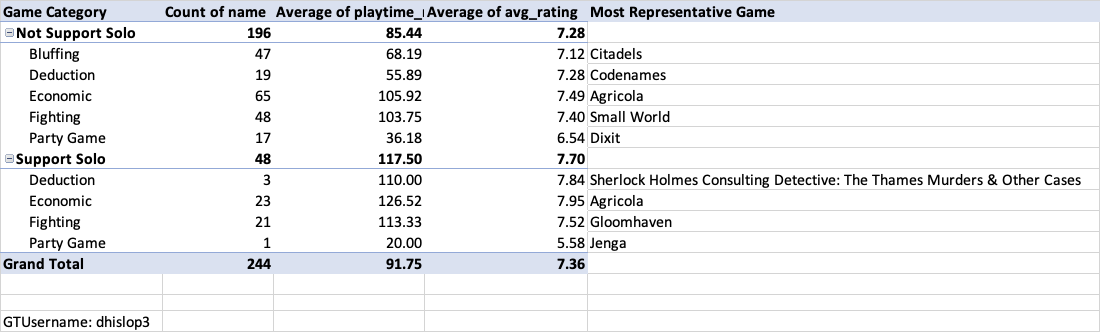 Game Category Count of name Average of playtime_ Average of avg_rating Most Representative Game
Not Support Solo 196 85.44 7.28
Bluffing 47 68.19 7.12 Citadels
Deduction 19 55.89 7.28 Codenames
Economic 65 105.92 7.49 Agricola
Fighting 48 103.75 7.40 Small World
Party Game 17 36.18 6.54 Dixit
Support Solo 48 117.50 7.70
Deduction 3 110.00 7.84 Sherlock Holmes Consulting Detective: The Thames Murders & Other Cases
Economic 23 126.52 7.95 Agricola
Fighting 21 113.33 7.52 Gloomhaven
Party Game 1 20.00 5.58 Jenga
Grand Total 244 91.75 7.36
GTUsername: dhislop3